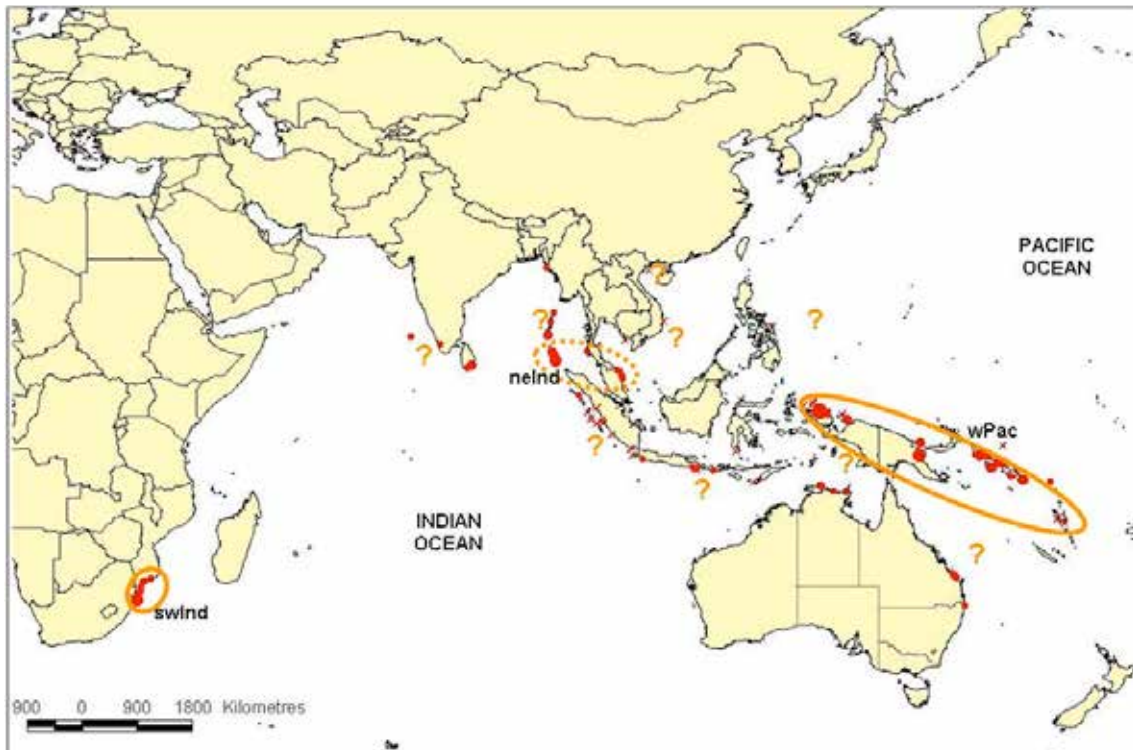 PACIFIC
OCEAN
?
?
?
?
?
neInd
wPac
?
?
?
INDIAN
OCEAN
?
swInd
900 0 900 1800 Kilometres